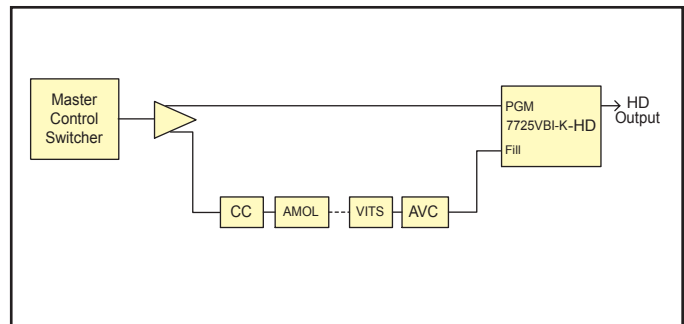 Master
Control
Switcher
PGM
7725VBI-K-HD
Fill
HD
Output
CC
AMOL
VITS
AVC